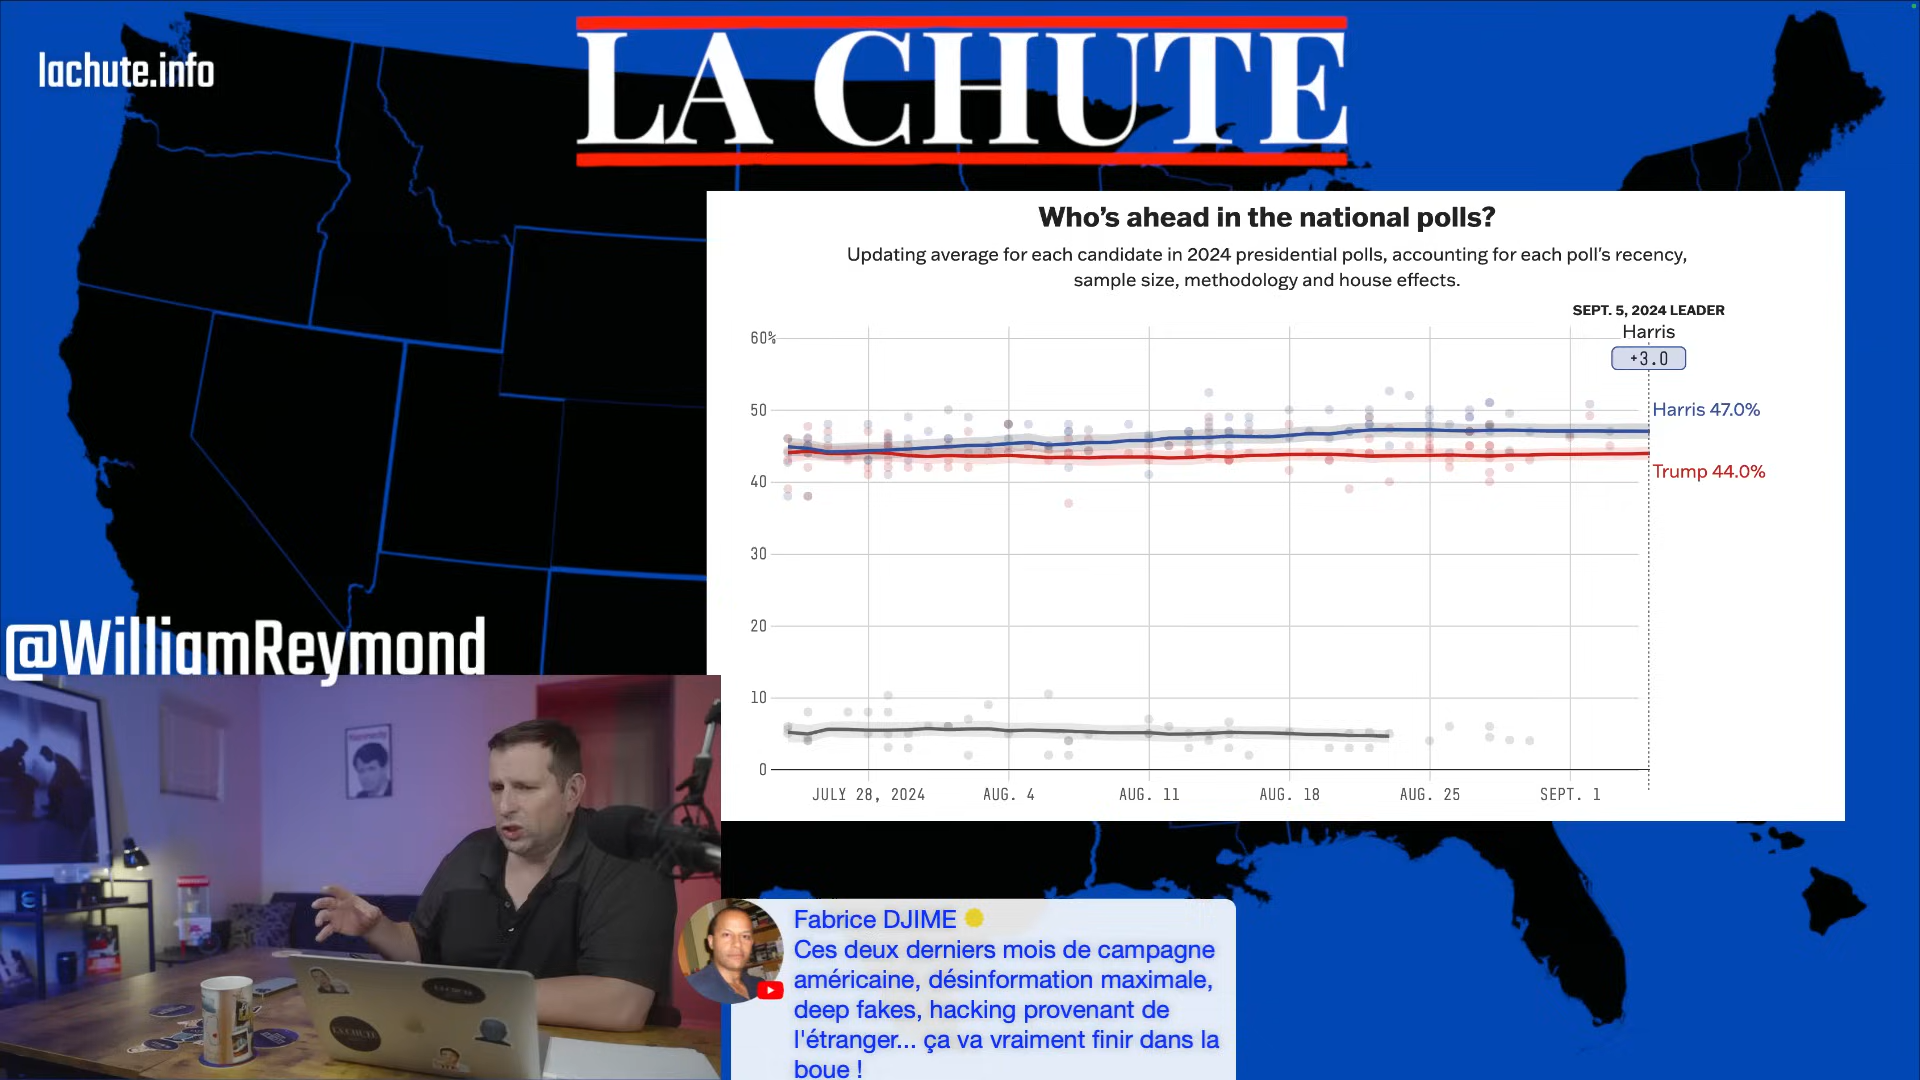 lachute.info
LA CHUTE
Who's ahead in the national polls?
Updating average for each candidate in 2024 presidential polls, accounting for each poll's recency,
sample size, methodology and house effects.
SEPT. 5, 2024 LEADER
Harris
+3.0
60%
50
40
30
20
10
0
Harris 47.0%
Trump 44.0%
JULY 28, 2024
AUG. 4
AUG. 11
AUG. 18
AUG. 25
SEPT. 1
@WilliamReymond
Kennedy
LA CHUTE
Fabrice DJIME
Ces deux derniers mois de campagne
américaine, désinformation maximale,
deep fakes, hacking provenant de
l'étranger... ça va vraiment finir dans la
boue !